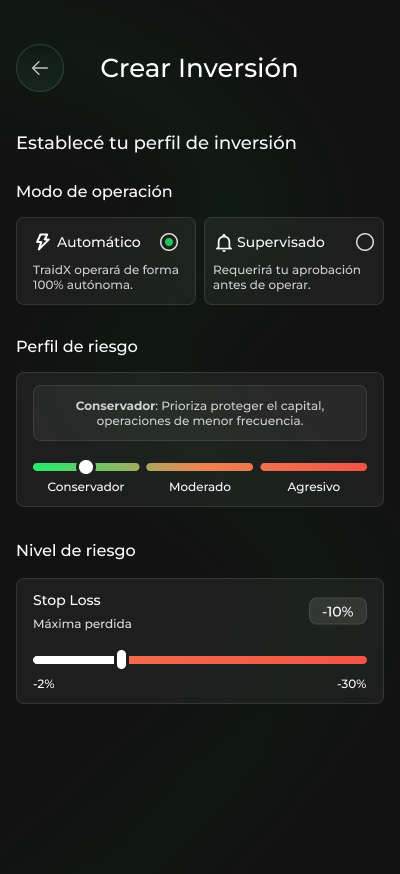 Crear Inversión
Establecé tu perfil de inversión
Modo de operación
Automático
TraidX operará de forma
100% autónoma.
Supervisado
Requerirá tu aprobación
antes de operar.
Perfil de riesgo
Conservador: Prioriza proteger el capital,
operaciones de menor frecuencia.
Conservador
Moderado
Agresivo
Nivel de riesgo
Stop Loss
Máxima perdida
-10%
-2%
-30%